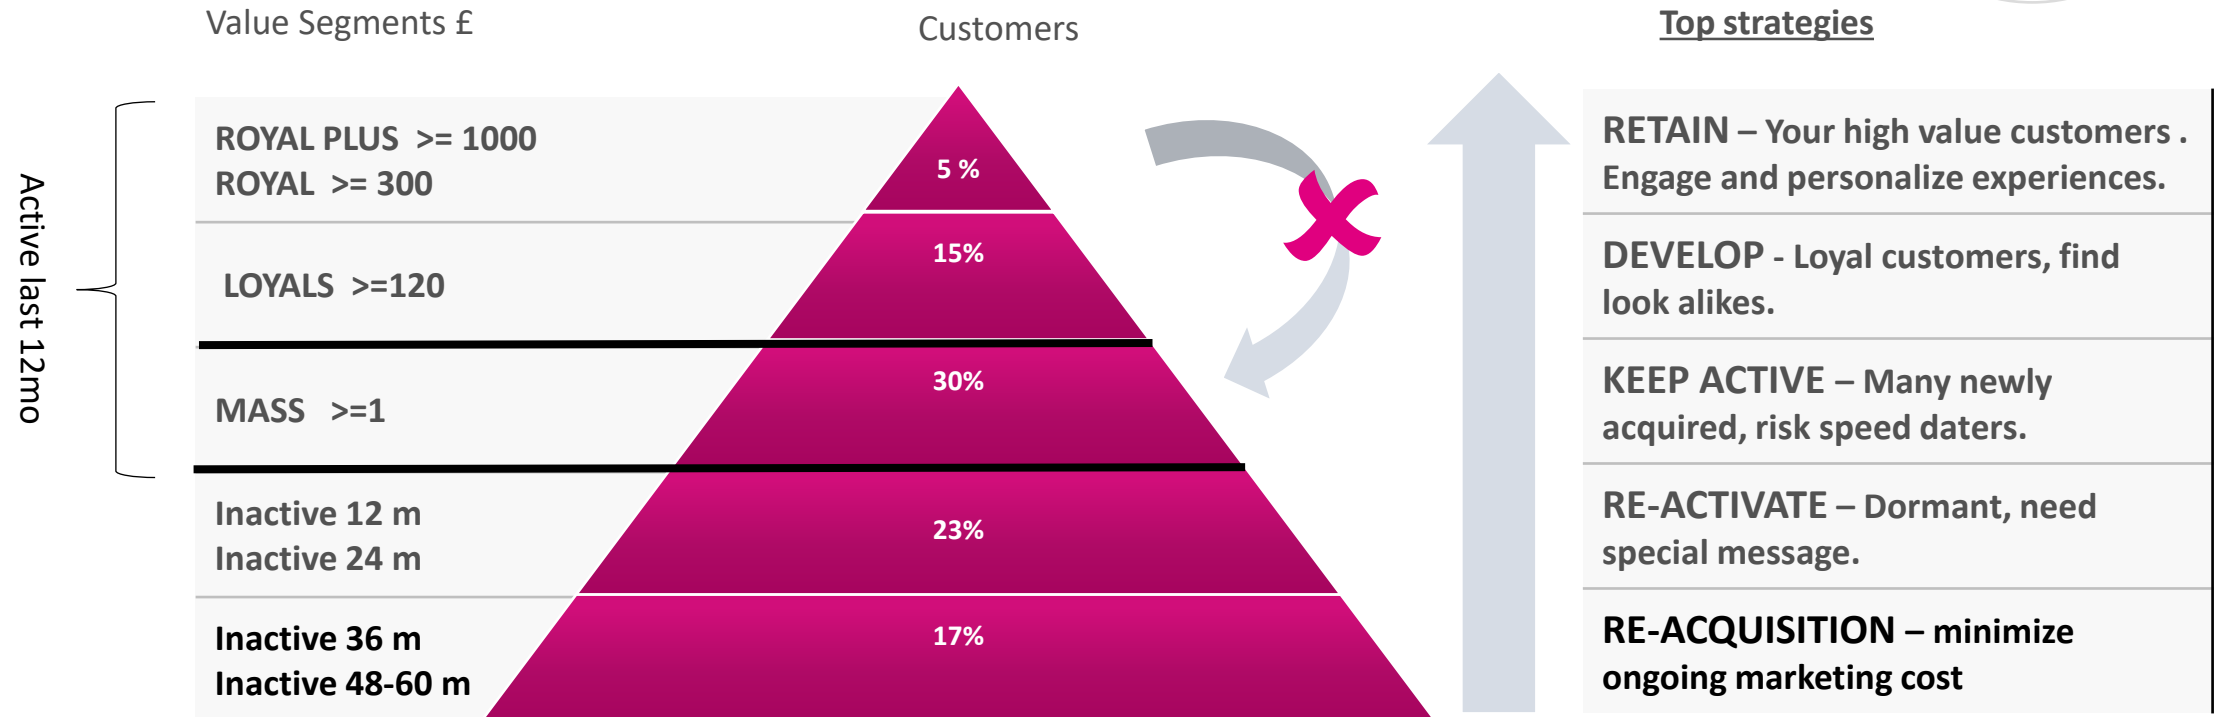 Value Segments £
Customers
Top strategies
Active last 12mo
ROYAL PLUS >= 1000
ROYAL >= 300
5 %
RETAIN – Your high value customers .
Engage and personalize experiences.
LOYALS >=120
15%
DEVELOP - Loyal customers, find
look alikes.
MASS >=1
30%
KEEP ACTIVE – Many newly
acquired, risk speed daters.
Inactive 12 m
Inactive 24 m
23%
RE-ACTIVATE – Dormant, need
special message.
Inactive 36 m
Inactive 48-60 m
17%
RE-ACQUISITION – minimize
ongoing marketing cost